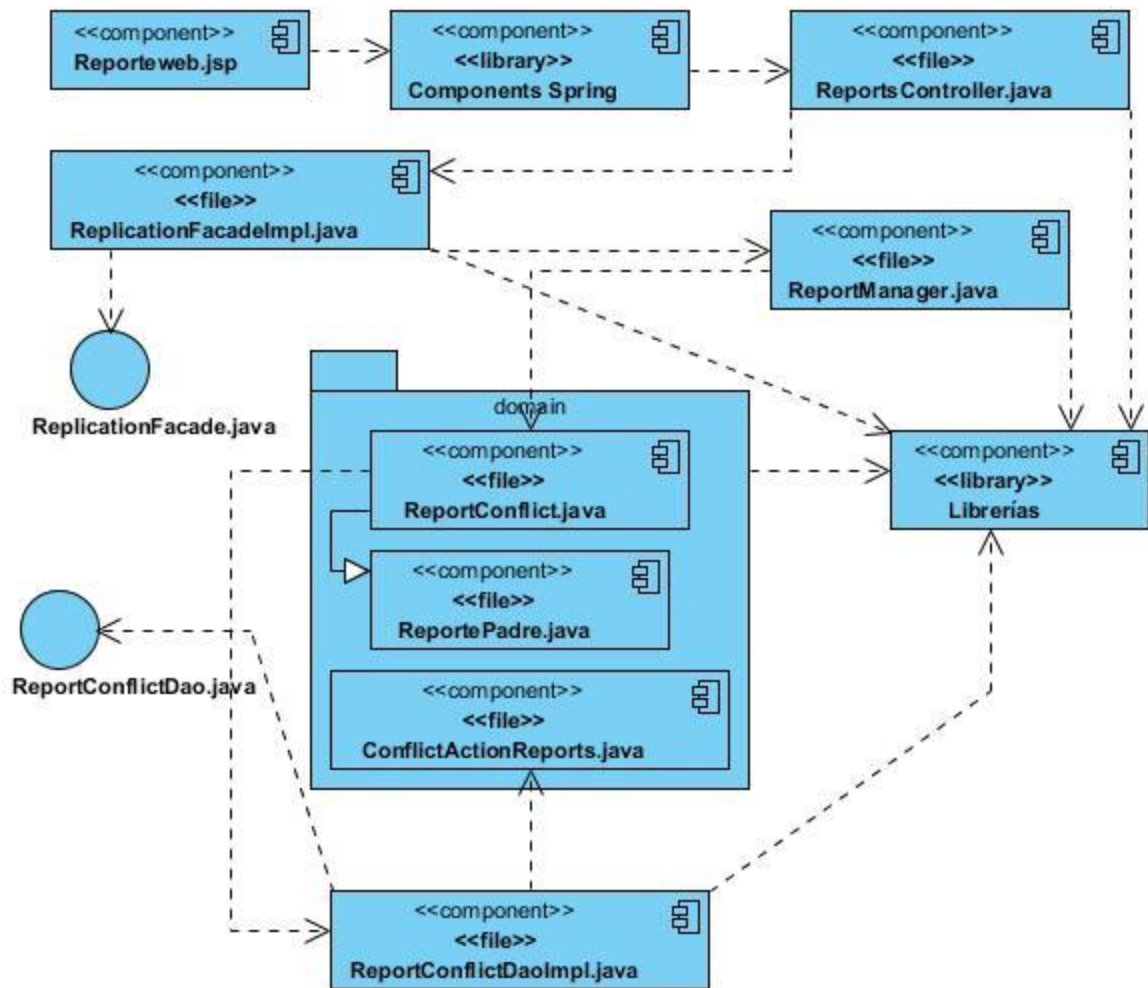 <<component>>
Reporteweb.jsp
<<component>>
<<library>>
Components Spring
<<component>>
<<file>>
ReportsController.java
<<component>>
<<file>>
ReplicationFacadeImpl.java
<<component>>
<<file>>
ReportManager.java
ReplicationFacade.java
domain
<<component>>
<<file>>
ReportConflict.java
<<component>>
<<library>>
Librerías
<<component>>
<<file>>
ReportePadre.java
ReportConflictDao.java
<<component>>
<<file>>
ConflictActionReports.java
<<component>>
<<file>>
ReportConflictDaoImpl.java